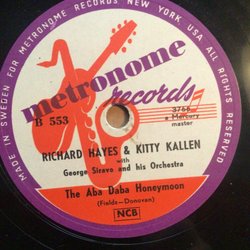 MADE IN SWEDEN FOR METRONOME RECORDS NEW YORK USA ALL RIGHTS RESERVED
metronome
records
B 553
3766
a Mercury
master
RICHARD HAYES & KITTY KALLEN
with
George Siravo and his Orchestra
The Aba Daba Honeymoon
(Fields—Donovan)
NCB